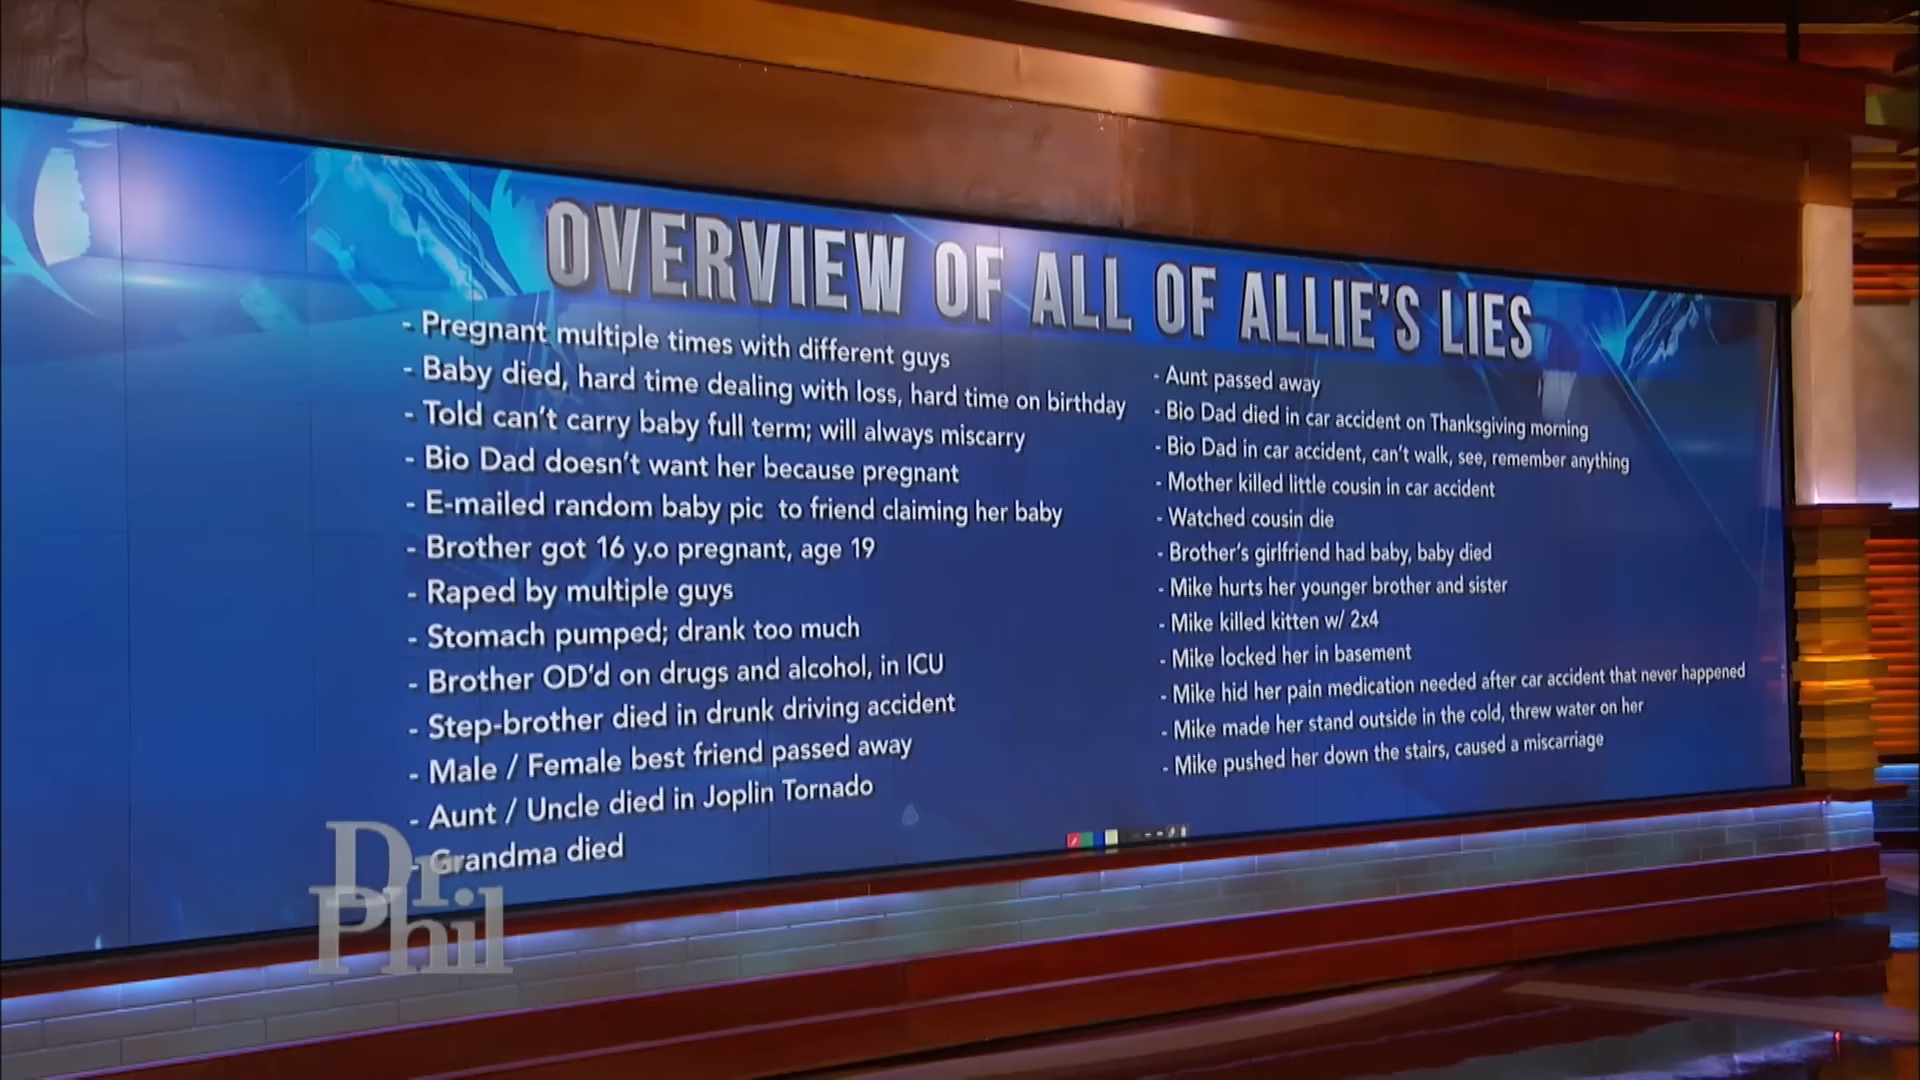 OVERVIEW OF ALL OF ALLIE'S LIES
- Pregnant multiple times with different guys
- Baby died, hard time dealing with loss, hard time on birthday
- Told can't carry baby full term; will always miscarry
- Bio Dad doesn't want her because pregnant
- E-mailed random baby pic to friend claiming her baby
- Brother got 16 y.o pregnant, age 19
- Raped by multiple guys
- Stomach pumped; drank too much
- Brother OD'd on drugs and alcohol, in ICU
- Step-brother died in drunk driving accident
- Male / Female best friend passed away
- Aunt / Uncle died in Joplin Tornado
- Grandma died
- Aunt passed away
- Bio Dad died in car accident on Thanksgiving morning
- Bio Dad in car accident, can't walk, see, remember anything
- Mother killed little cousin in car accident
- Watched cousin die
- Brother's girlfriend had baby, baby died
- Mike hurts her younger brother and sister
- Mike killed kitten w/ 2x4
- Mike locked her in basement
- Mike hid her pain medication needed after car accident that never happened
- Mike made her stand outside in the cold, threw water on her
- Mike pushed her down the stairs, caused a miscarriage
Dr.
Phil